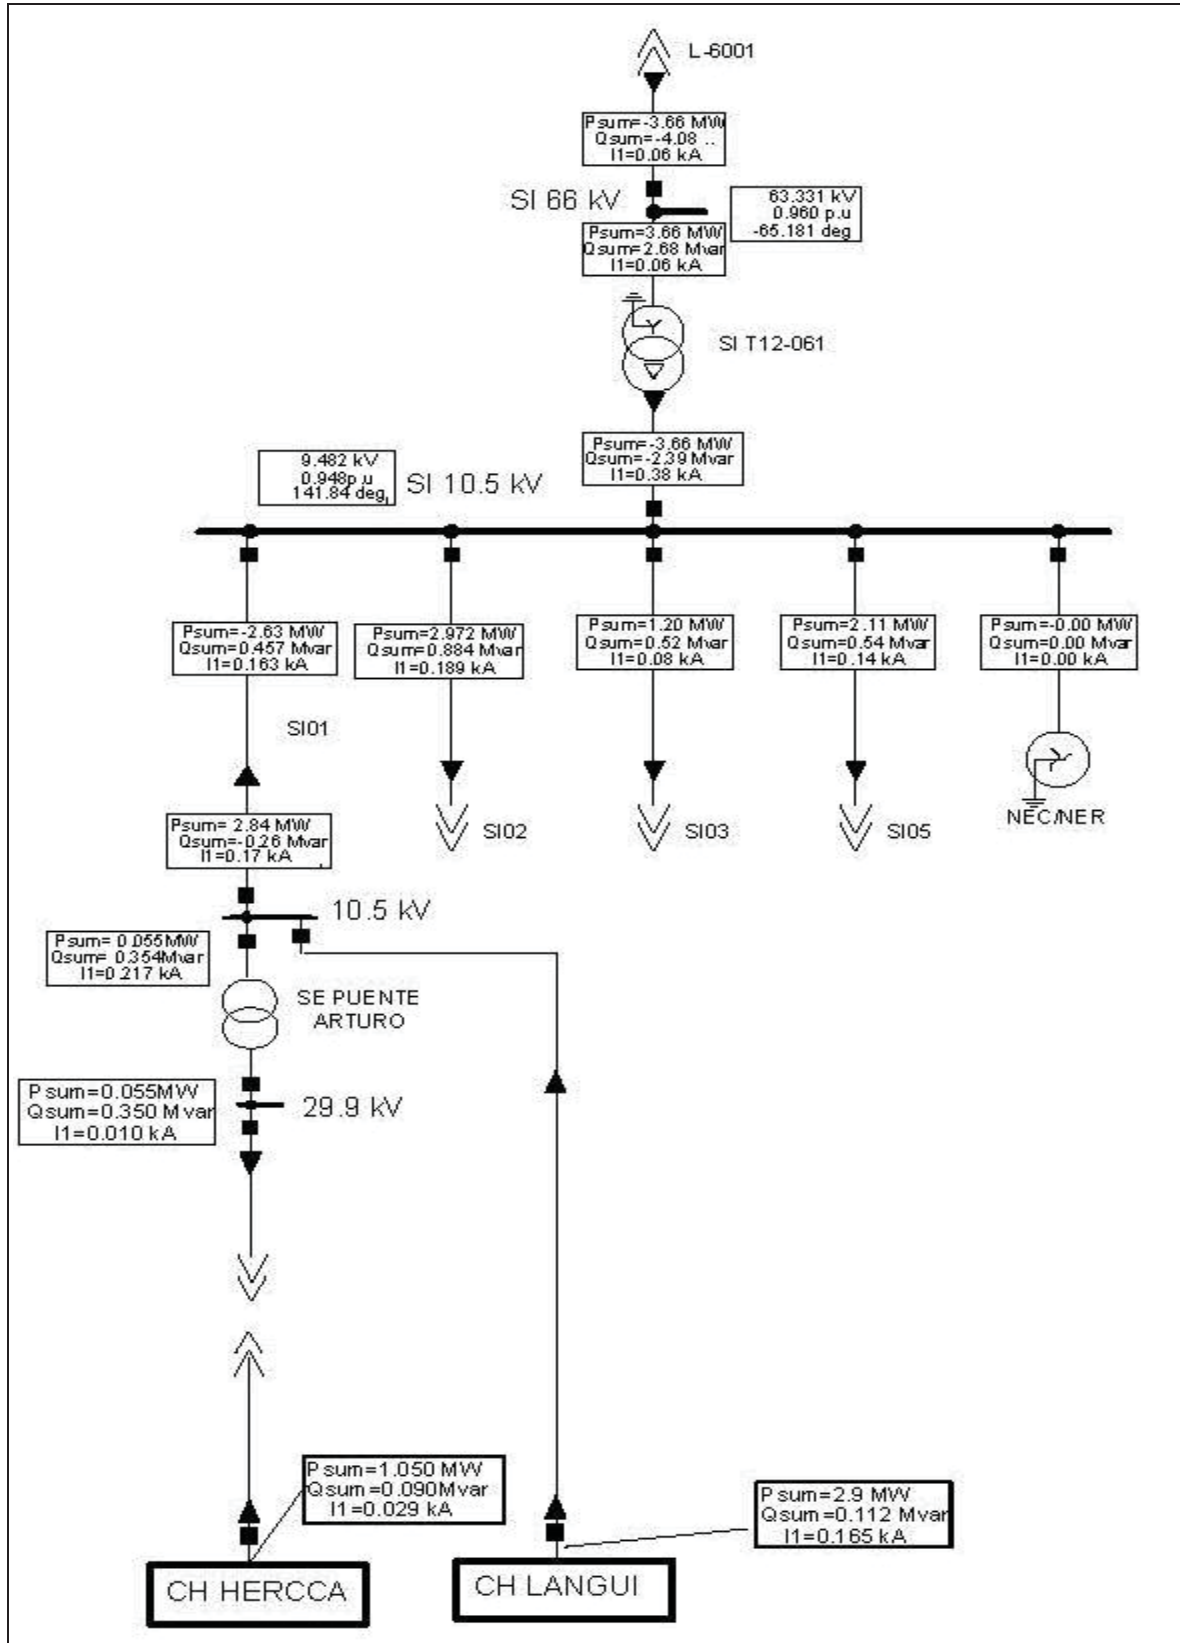 L-6001
Psum=-3.66 MW
Qsum=-4.08 ..
I1=0.06 kA
SI 66 kV
63.331 kV
0.960 p.u
-65.181 deg
Psum=3.66 MW
Qsum=2.68 Mvar
I1=0.06 kA
SI T12-061
Psum=-3.66 MW
Qsum=-2.39 Mvar
I1=0.38 kA
9.482 kV
0.948p.u
141.84 deg
SI 10.5 kV
Psum=-2.63 MW
Qsum=0.457 Mvar
I1=0.163 kA
Psum=2.972 MW
Qsum=0.884 Mvar
I1=0.189 kA
Psum=1.20 MW
Qsum=0.52 Mvar
I1=0.08 kA
Psum=2.11 MW
Qsum=0.54 Mvar
I1=0.14 kA
Psum=-0.00 MW
Qsum=0.00 Mvar
I1=0.00 kA
SI01
SI02
SI03
SI05
NEC/NER
Psum= 2.84 MW
Qsum=-0.26 Mvar
I1=0.17 kA
10.5 kV
Psum= 0.055MW
Qsum= 0.354Mvar
I1=0.217 kA
SE PUENTE
ARTURO
Psum=0.055MW
Qsum=0.350 Mvar
I1=0.010 kA
29.9 kV
Psum=1.050 MW
Qsum=0.090Mvar
I1=0.029 kA
Psum=2.9 MW
Qsum=0.112 Mvar
I1=0.165 kA
CH HERCCA
CH LANGUI